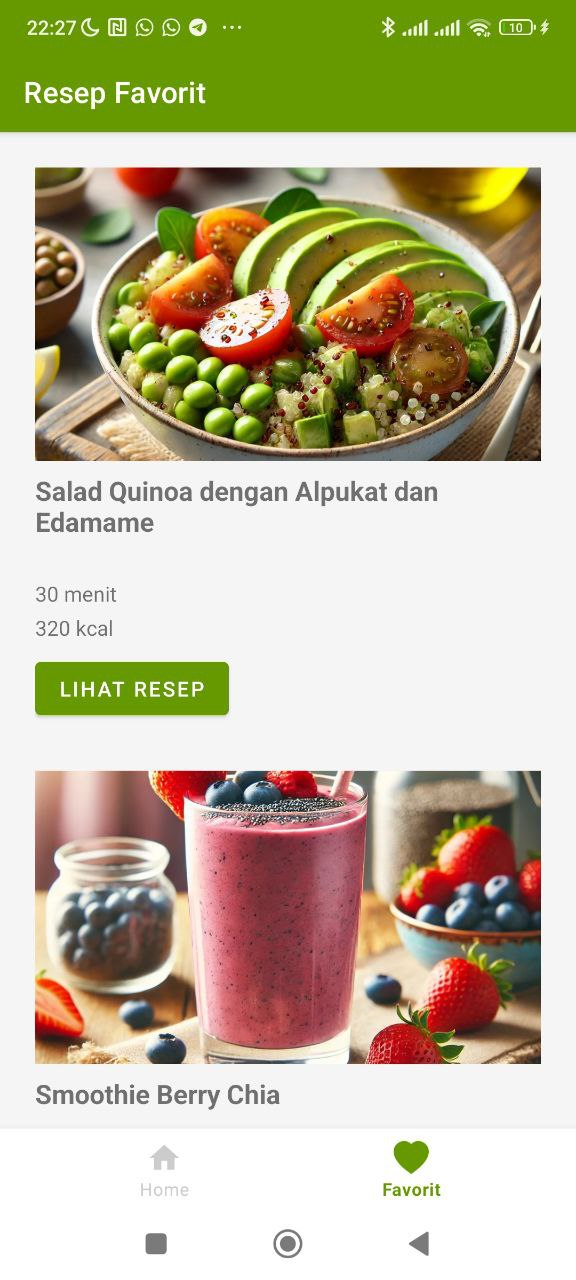 22:27
10
Resep Favorit
Salad Quinoa dengan Alpukat dan
Edamame
30 menit
320 kcal
LIHAT RESEP
Smoothie Berry Chia
Home
Favorit